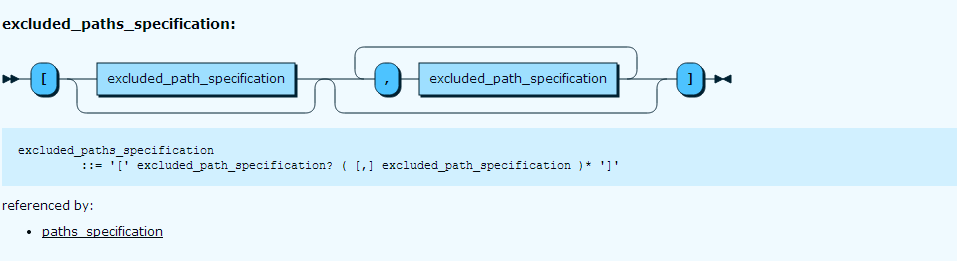 excluded_paths_specification:
[ excluded_path_specification , excluded_path_specification ]
excluded_paths_specification
::= '[' excluded_path_specification? ( [,] excluded_path_specification )* ']'
referenced by:
• paths_specification